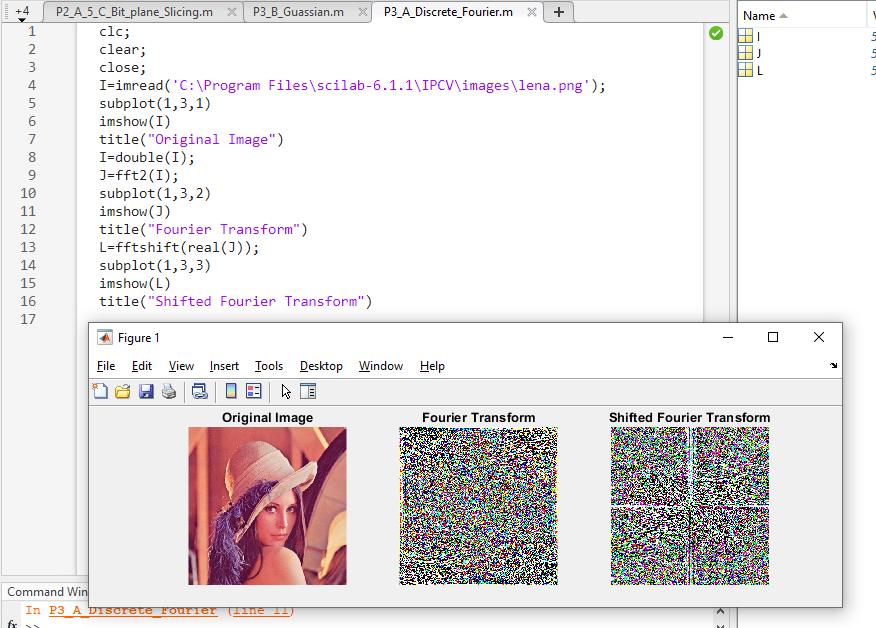 +4 P2_A_5_C_Bit_plane_Slicing.m P3_B_Guassian.m P3_A_Discrete_Fourier.m +
Name
1 clc;
2 clear;
3 close;
4 I=imread('C:\Program Files\scilab-6.1.1\IPCV\images\lena.png');
5 subplot(1,3,1)
6 imshow(I)
7 title("Original Image")
8 I=double(I);
9 J=fft2(I);
10 subplot(1,3,2)
11 imshow(J)
12 title("Fourier Transform")
13 L=fftshift(real(J));
14 subplot(1,3,3)
15 imshow(L)
16 title("Shifted Fourier Transform")
17
I 5
J 5
L 5
Figure 1
File Edit View Insert Tools Desktop Window Help
Original Image Fourier Transform Shifted Fourier Transform
Command Win
In P3_A_Discrete_Fourier (line 11)
fx >>